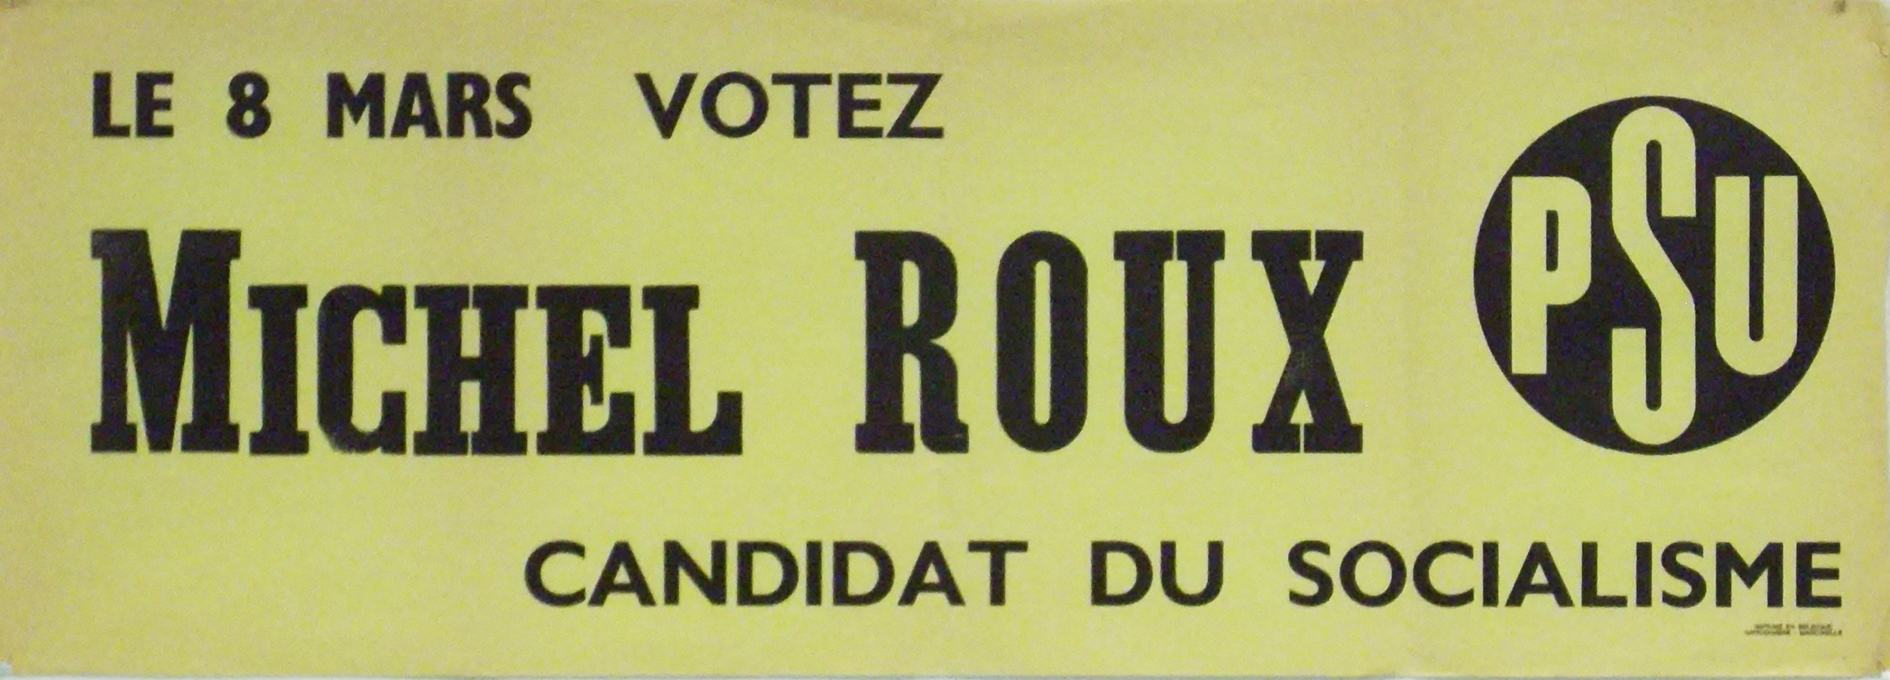 LE 8 MARS VOTEZ
MICHEL ROUX
PSU
CANDIDAT DU SOCIALISME